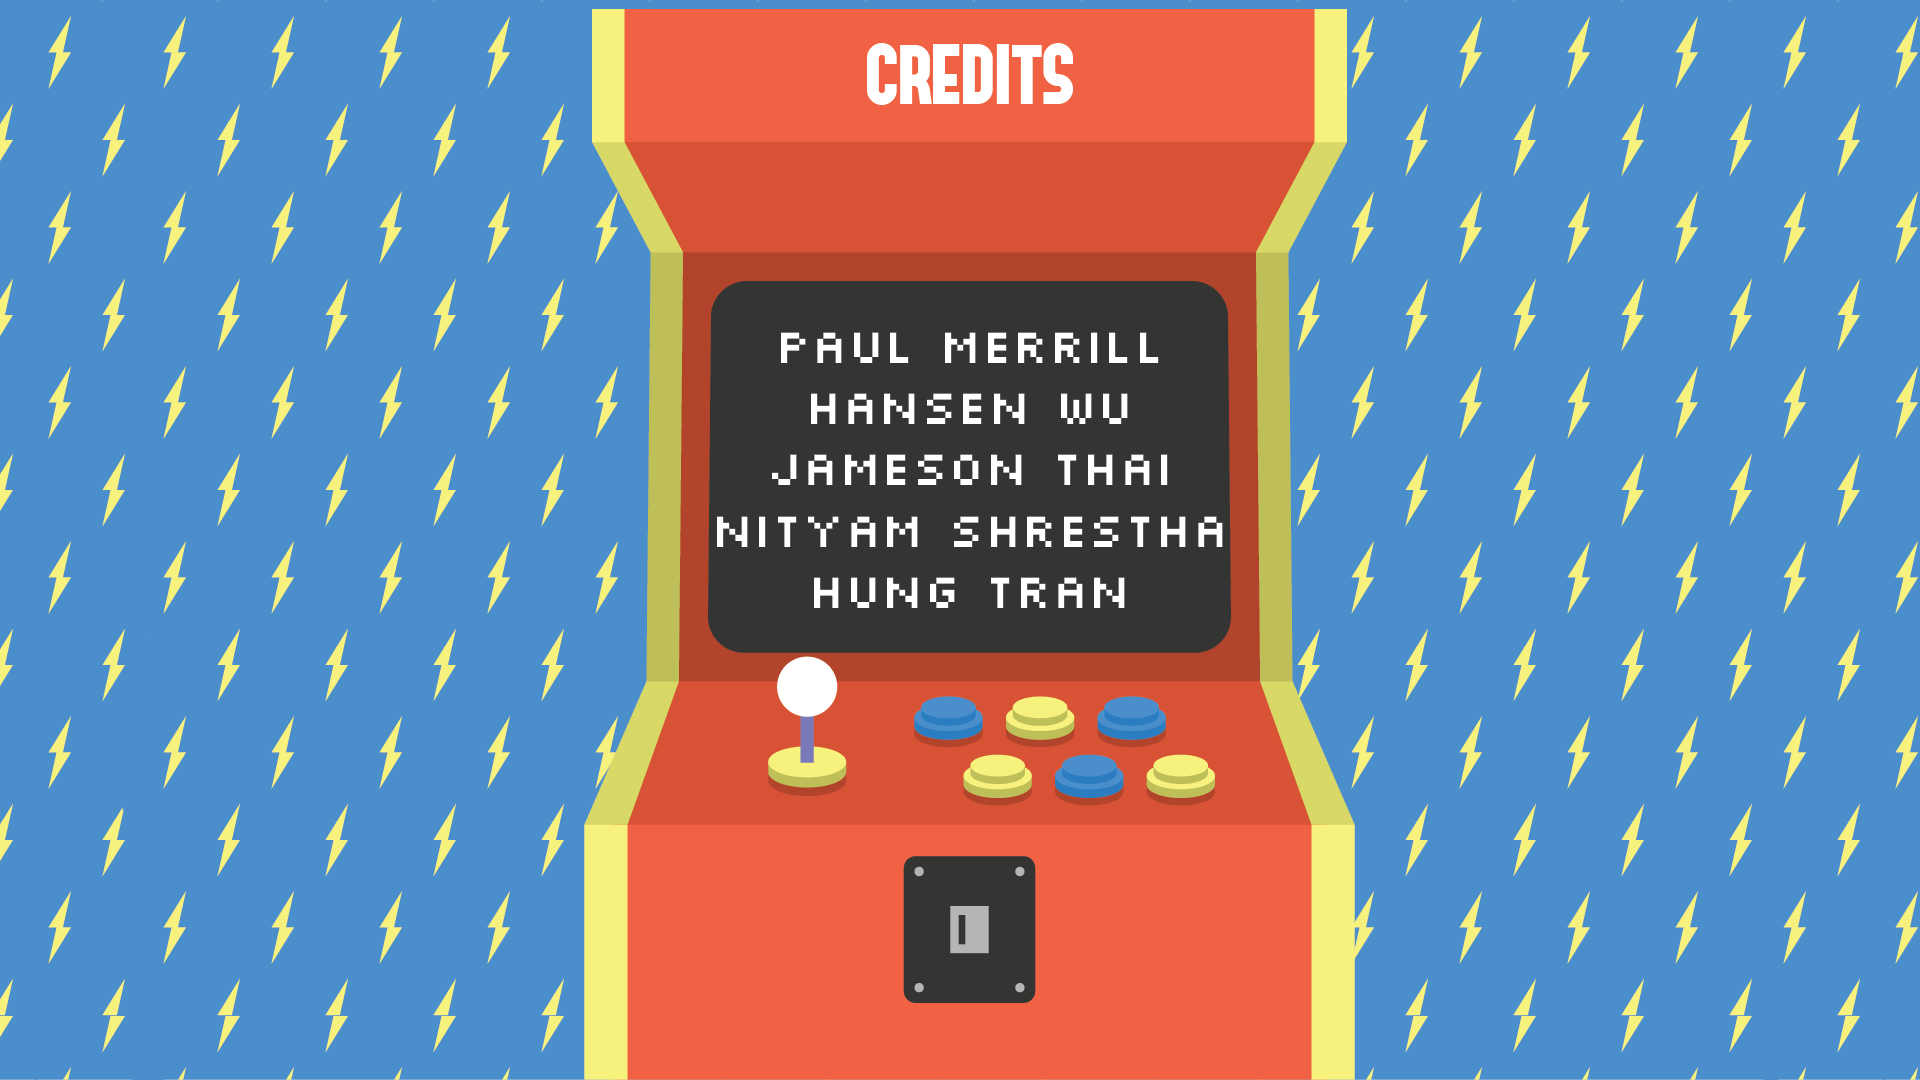 CREDITS
PAUL MERRILL
HANSEN WU
JAMESON THAI
NITYAM SHRESTHA
HUNG TRAN